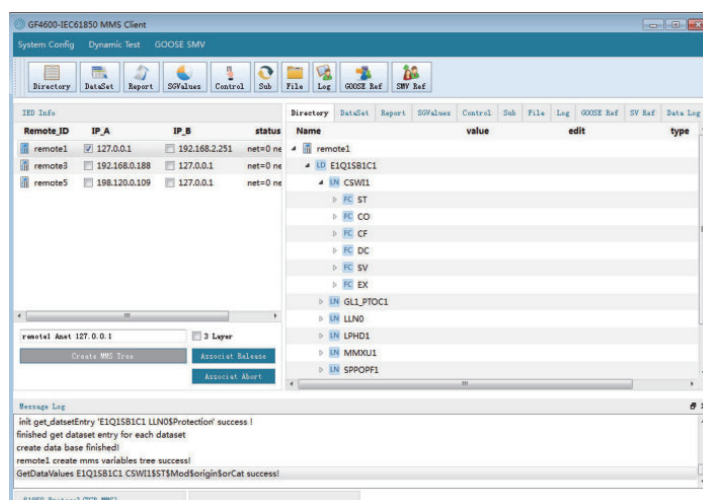 GF4600-IEC61850 MMS Client
System Config Dynamic Test GOOSE SMV
Directory DataSet Report SGValues Control Sub File Log GOOSE Ref SMV Ref
IED Info
Remote_ID IP_A IP_B status
remote1 127.0.0.1 192.168.2.251 net=0 ne
remote3 192.168.0.188 127.0.0.1 net=0 ne
remote5 198.120.0.109 127.0.0.1 net=0 ne
remote1 Anet 127.0.0.1 3 Layer
Create MMS Tree Associat Release
Associat Abort
Directory DataSet Report SGValues Control Sub File Log GOOSE Ref SV Ref Data Log
Name value edit type
remote1
LD E1Q1SB1C1
LN CSWI1
FC ST
FC CO
FC CF
FC DC
FC SV
FC EX
LN GL1_PTOC1
LN LLN0
LN LPHD1
LN MMXU1
LN SPPOPF1
Message Log
init get_datsetEntry 'E1Q1SB1C1 LLN0$Protection' success !
finished get dataset entry for each dataset
create data base finished!
remote1 create mms variables tree success!
GetDataValues E1Q1SB1C1 CSWI1$ST$Mod$origin$orCat success!